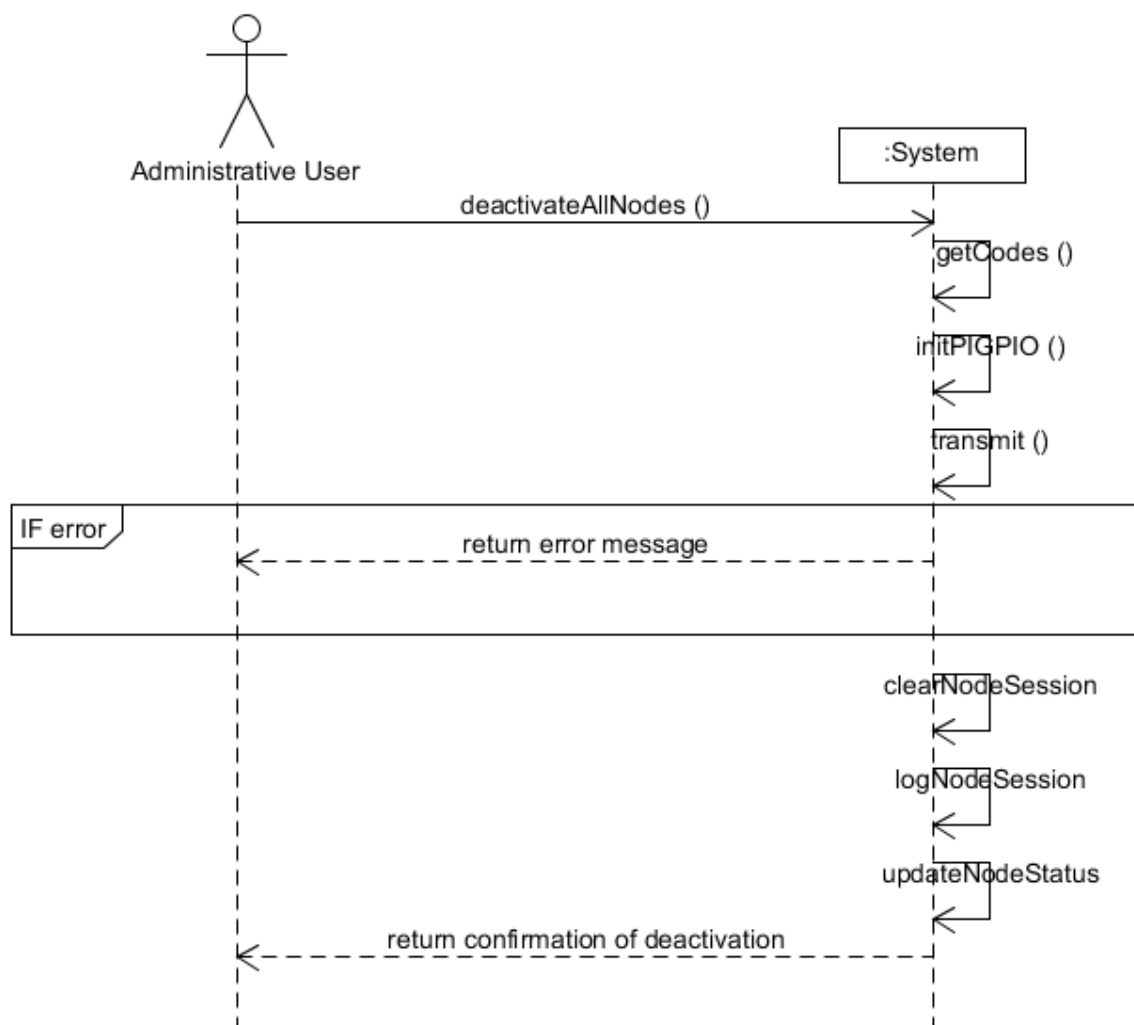 Administrative User
:System
deactivateAllNodes ()
getCodes ()
initPIGPIO ()
transmit ()
IF error
return error message
clearNodeSession
logNodeSession
updateNodeStatus
return confirmation of deactivation